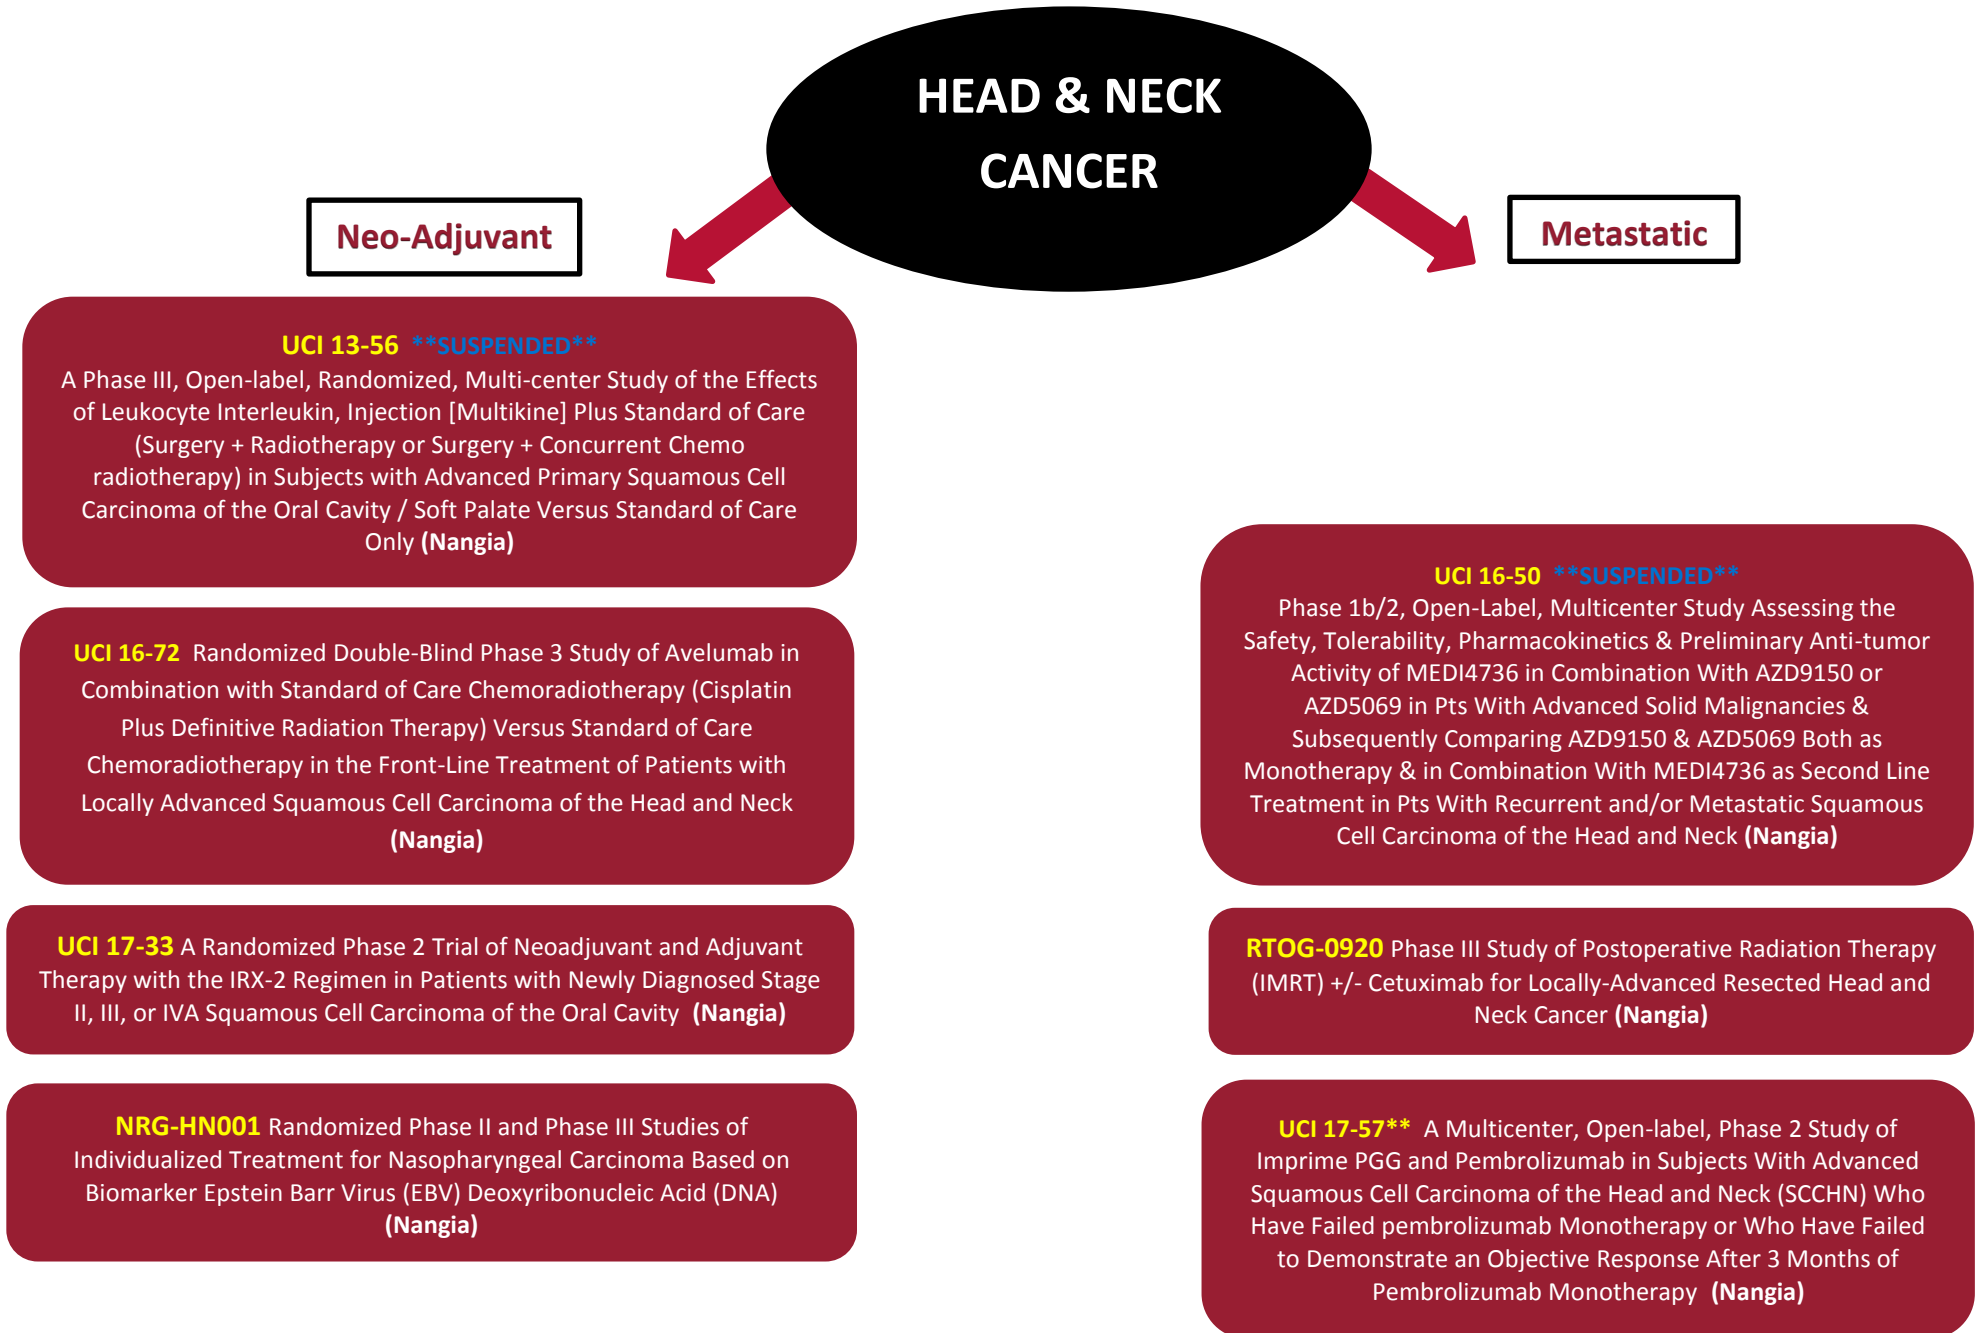 HEAD & NECK
CANCER
Neo-Adjuvant
Metastatic
UCI 13-56 **SUSPENDED**
A Phase III, Open-label, Randomized, Multi-center Study of the Effects
of Leukocyte Interleukin, Injection [Multikine] Plus Standard of Care
(Surgery + Radiotherapy or Surgery + Concurrent Chemo
radiotherapy) in Subjects with Advanced Primary Squamous Cell
Carcinoma of the Oral Cavity / Soft Palate Versus Standard of Care
Only (Nangia)
UCI 16-72 Randomized Double-Blind Phase 3 Study of Avelumab in
Combination with Standard of Care Chemoradiotherapy (Cisplatin
Plus Definitive Radiation Therapy) Versus Standard of Care
Chemoradiotherapy in the Front-Line Treatment of Patients with
Locally Advanced Squamous Cell Carcinoma of the Head and Neck
(Nangia)
UCI 17-33 A Randomized Phase 2 Trial of Neoadjuvant and Adjuvant
Therapy with the IRX-2 Regimen in Patients with Newly Diagnosed Stage
II, III, or IVA Squamous Cell Carcinoma of the Oral Cavity (Nangia)
NRG-HN001 Randomized Phase II and Phase III Studies of
Individualized Treatment for Nasopharyngeal Carcinoma Based on
Biomarker Epstein Barr Virus (EBV) Deoxyribonucleic Acid (DNA)
(Nangia)
UCI 16-50 **SUSPENDED**
Phase 1b/2, Open-Label, Multicenter Study Assessing the
Safety, Tolerability, Pharmacokinetics & Preliminary Anti-tumor
Activity of MEDI4736 in Combination With AZD9150 or
AZD5069 in Pts With Advanced Solid Malignancies &
Subsequently Comparing AZD9150 & AZD5069 Both as
Monotherapy & in Combination With MEDI4736 as Second Line
Treatment in Pts With Recurrent and/or Metastatic Squamous
Cell Carcinoma of the Head and Neck (Nangia)
RTOG-0920 Phase III Study of Postoperative Radiation Therapy
(IMRT) +/- Cetuximab for Locally-Advanced Resected Head and
Neck Cancer (Nangia)
UCI 17-57** A Multicenter, Open-label, Phase 2 Study of
Imprime PGG and Pembrolizumab in Subjects With Advanced
Squamous Cell Carcinoma of the Head and Neck (SCCHN) Who
Have Failed pembrolizumab Monotherapy or Who Have Failed
to Demonstrate an Objective Response After 3 Months of
Pembrolizumab Monotherapy (Nangia)